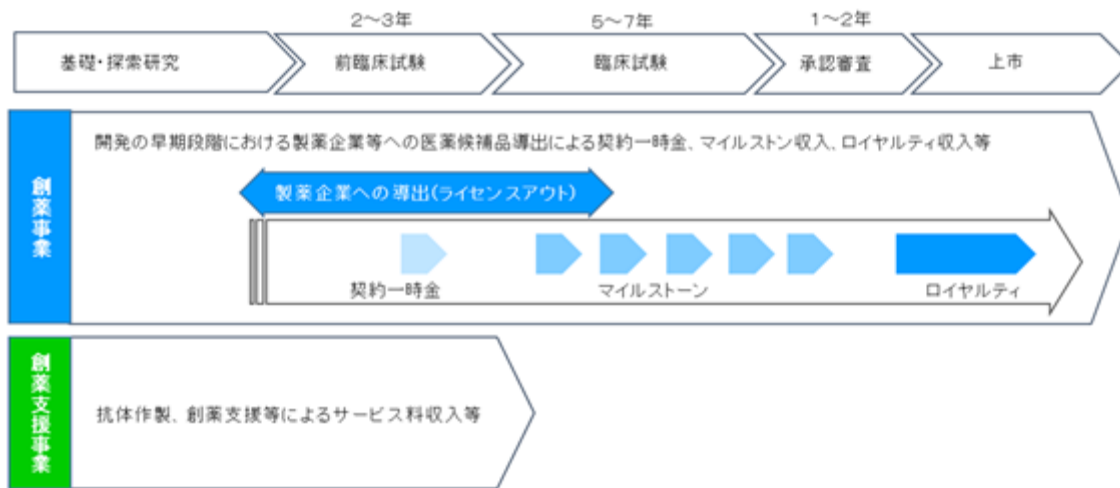 2~3年
5~7年
1~2年
基礎・探索研究
前臨床試験
臨床試験
承認審査
上市
創薬事業
開発の早期段階における製薬企業等への医薬候補品導出による契約一時金、マイルストン収入、ロイヤルティ収入等
製薬企業への導出(ライセンスアウト)
契約一時金
マイルストーン
ロイヤルティ
創薬支援事業
抗体作製、創薬支援等によるサービス料収入等